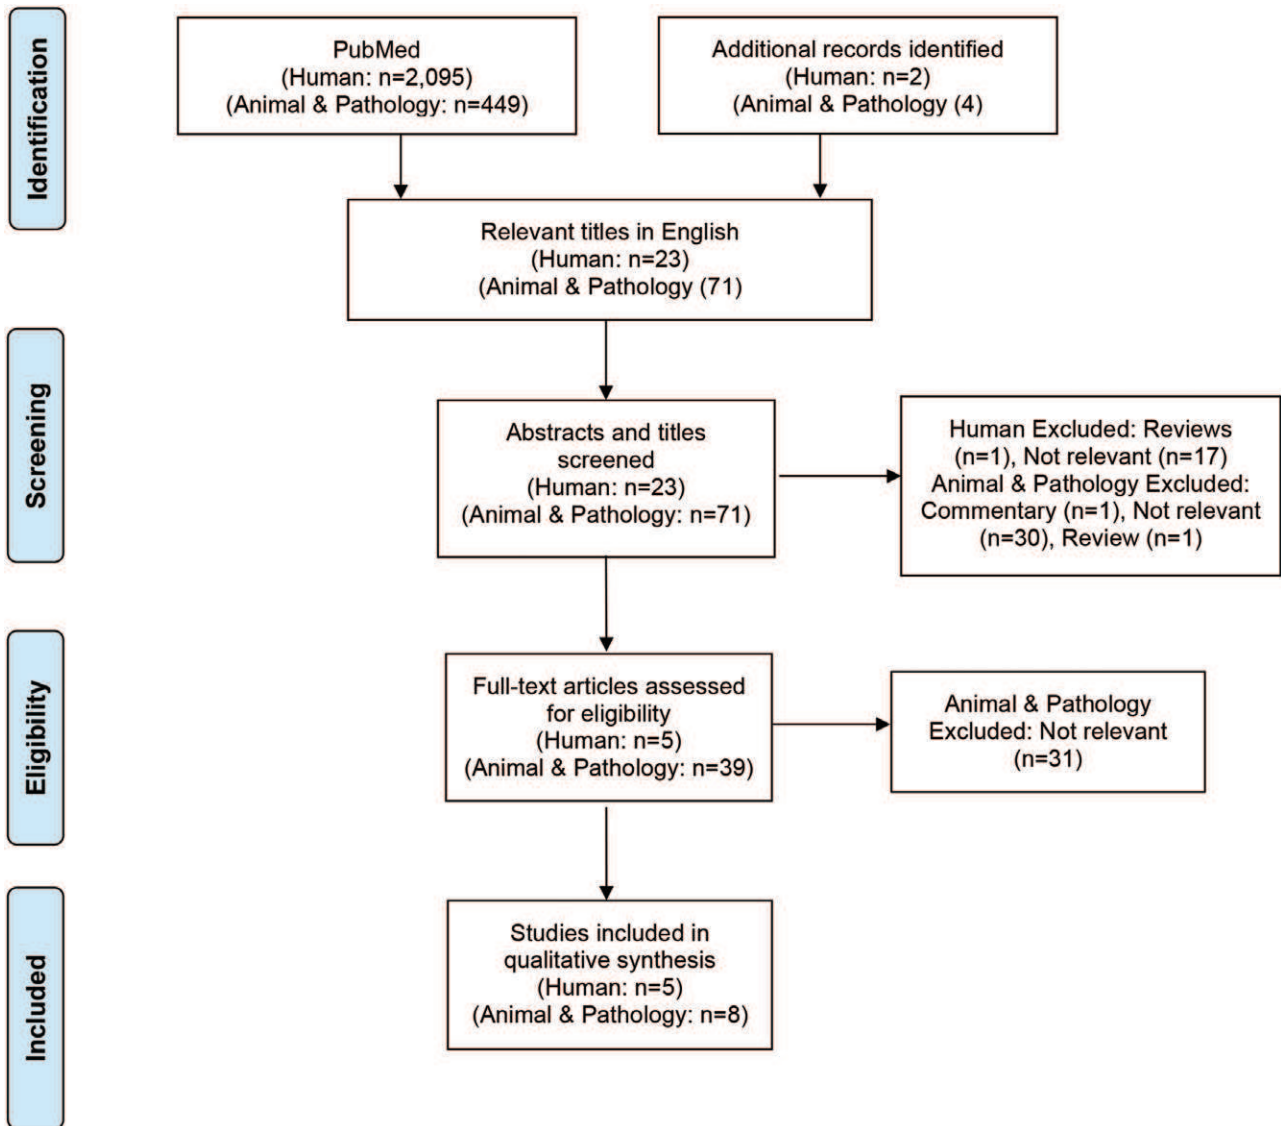 Identification
PubMed
(Human: n=2,095)
(Animal & Pathology: n=449)
Additional records identified
(Human: n=2)
(Animal & Pathology (4)
Relevant titles in English
(Human: n=23)
(Animal & Pathology (71)
Screening
Abstracts and titles
screened
(Human: n=23)
(Animal & Pathology: n=71)
Human Excluded: Reviews
(n=1), Not relevant (n=17)
Animal & Pathology Excluded:
Commentary (n=1), Not relevant
(n=30), Review (n=1)
Eligibility
Full-text articles assessed
for eligibility
(Human: n=5)
(Animal & Pathology: n=39)
Animal & Pathology
Excluded: Not relevant
(n=31)
Included
Studies included in
qualitative synthesis
(Human: n=5)
(Animal & Pathology: n=8)